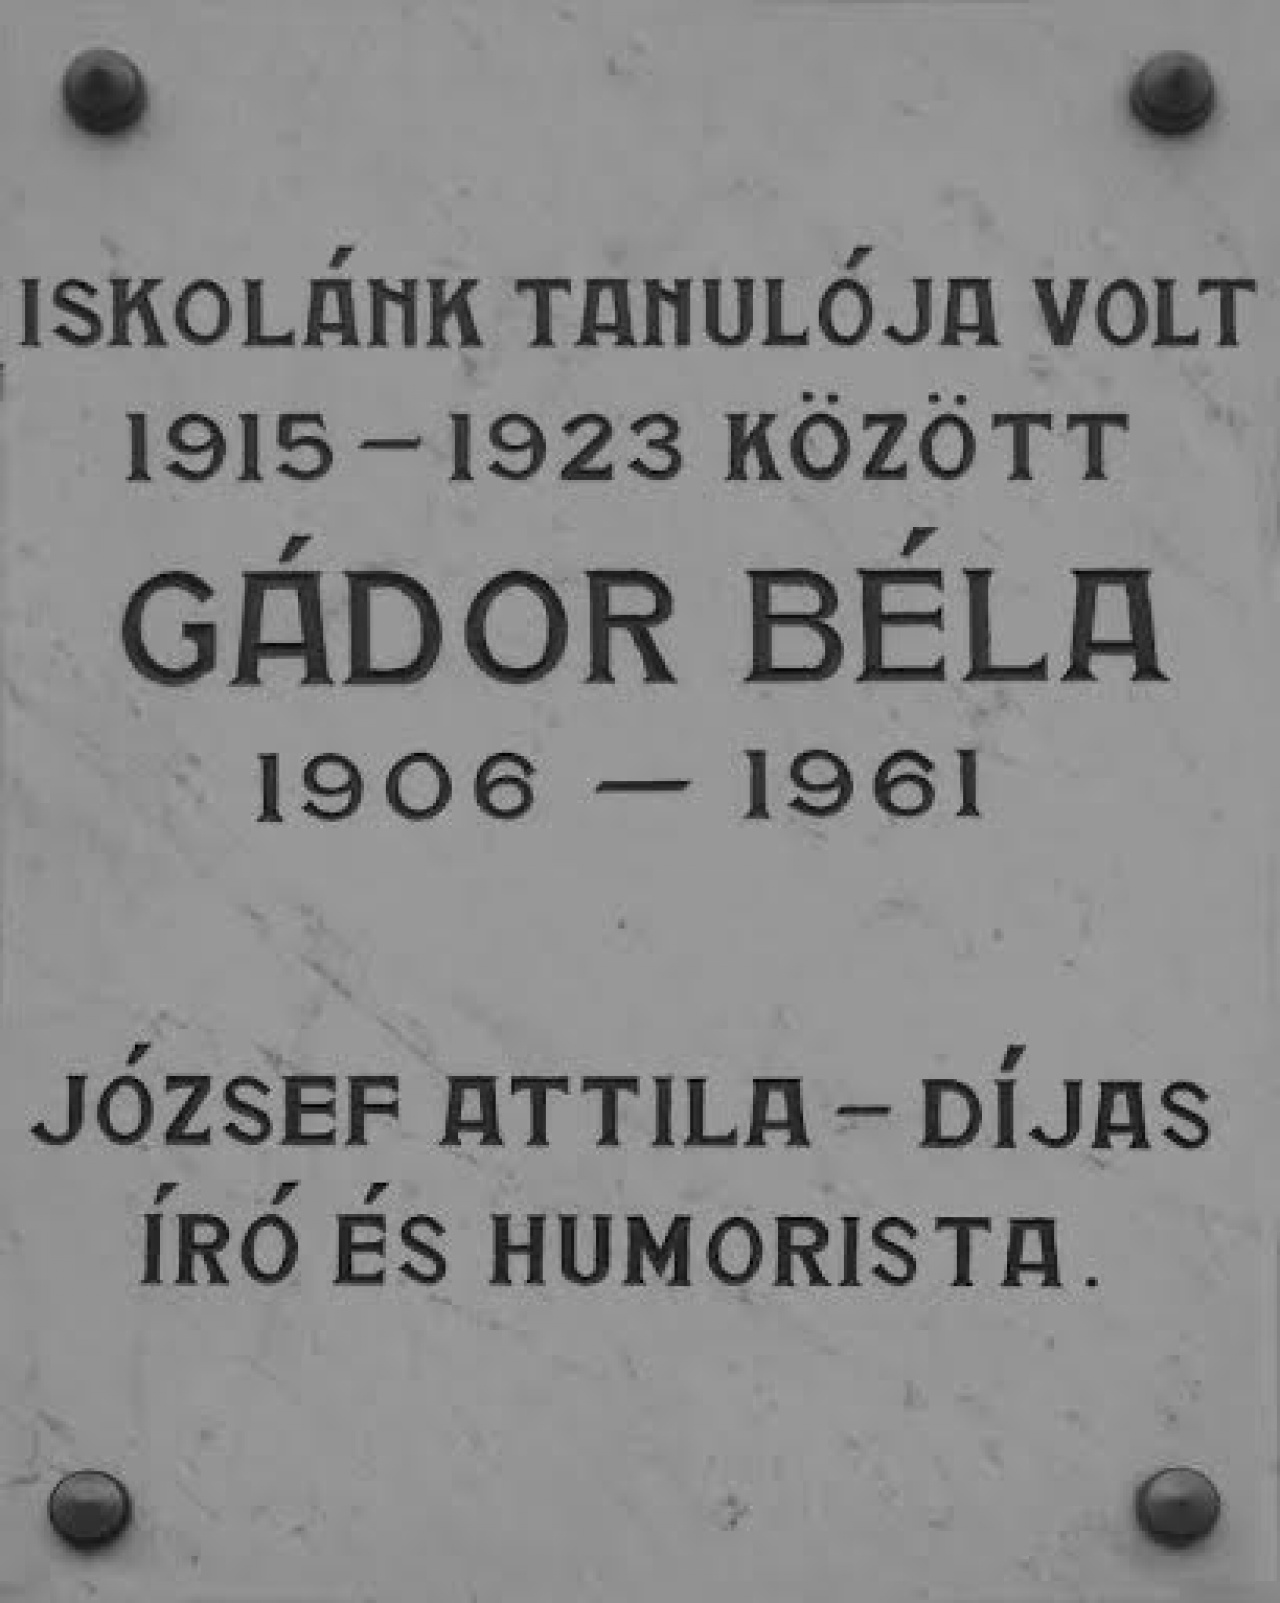 ISKOLÁNK TANULÓJA VOLT
1915 – 1923 KÖZÖTT
GÁDOR BÉLA
1906 — 1961
JÓZSEF ATTILA – DÍJAS
ÍRÓ ÉS HUMORISTA.